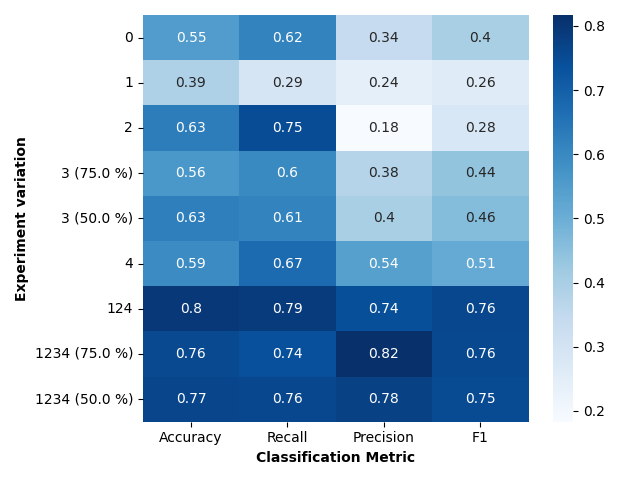 0 0.55 0.62 0.34 0.4
1 0.39 0.29 0.24 0.26
2 0.63 0.75 0.18 0.28
3 (75.0 %) 0.56 0.6 0.38 0.44
3 (50.0 %) 0.63 0.61 0.4 0.46
4 0.59 0.67 0.54 0.51
124 0.8 0.79 0.74 0.76
1234 (75.0 %) 0.76 0.74 0.82 0.76
1234 (50.0 %) 0.77 0.76 0.78 0.75
Accuracy Recall Precision F1
Classification Metric
Experiment variation
0.8
0.7
0.6
0.5
0.4
0.3
0.2